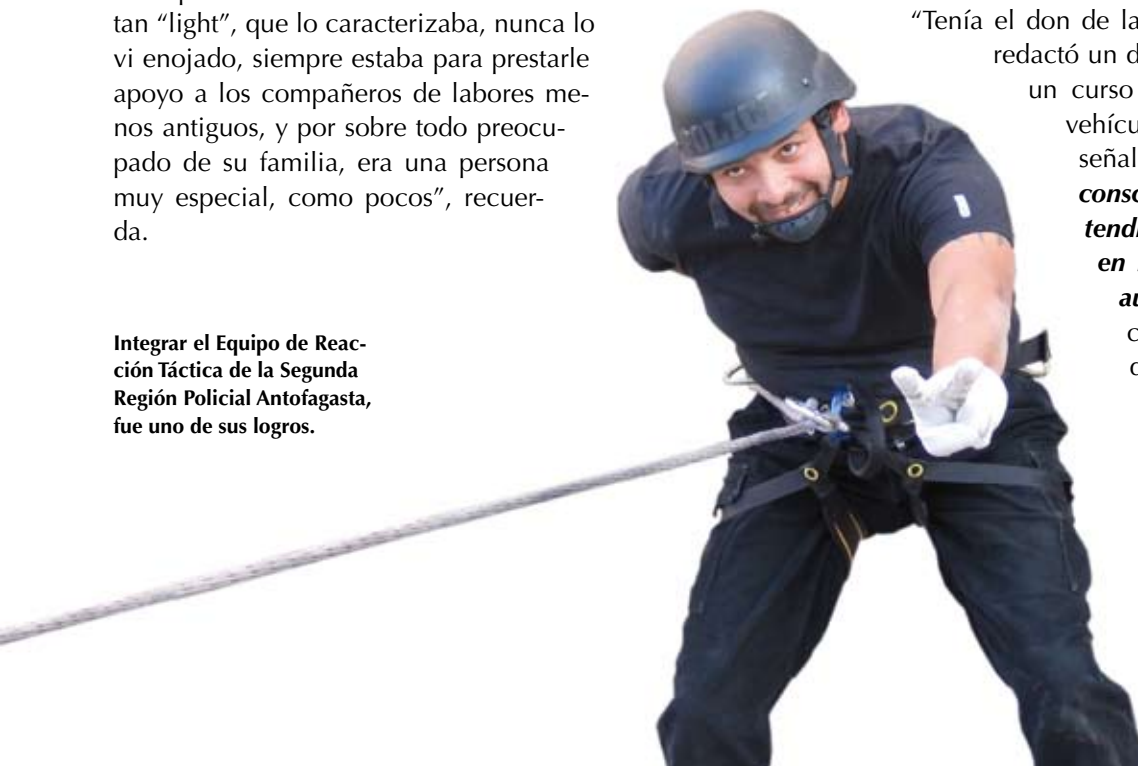 tan “light”, que lo caracterizaba, nunca lo
vi enojado, siempre estaba para prestarle
apoyo a los compañeros de labores me-
nos antiguos, y por sobre todo preocu-
pado de su familia, era una persona
muy especial, como pocos”, recuer-
da.
Integrar el Equipo de Reac-
ción Táctica de la Segunda
Región Policial Antofagasta,
fue uno de sus logros.
“Tenía el don de la
redactó un
un curso